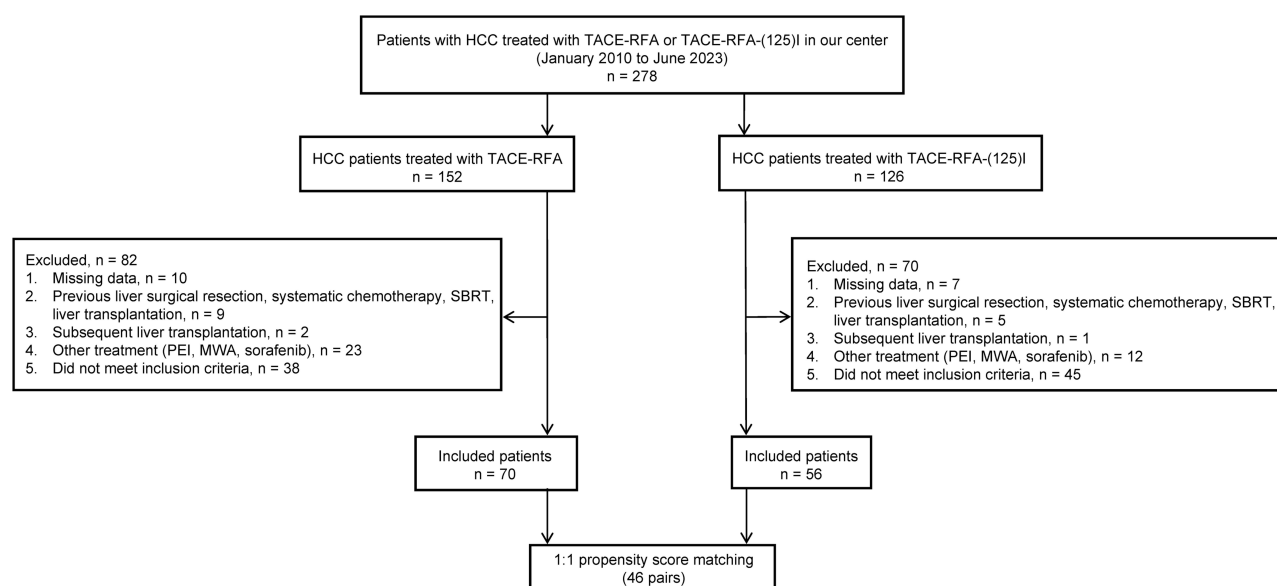 Patients with HCC treated with TACE-RFA or TACE-RFA-(125)I in our center
(January 2010 to June 2023)
n = 278
HCC patients treated with TACE-RFA
n = 152
HCC patients treated with TACE-RFA-(125)I
n = 126
Excluded, n = 82
1. Missing data, n = 10
2. Previous liver surgical resection, systematic chemotherapy, SBRT,
liver transplantation, n = 9
3. Subsequent liver transplantation, n = 2
4. Other treatment (PEI, MWA, sorafenib), n = 23
5. Did not meet inclusion criteria, n = 38
Excluded, n = 70
1. Missing data, n = 7
2. Previous liver surgical resection, systematic chemotherapy, SBRT,
liver transplantation, n = 5
3. Subsequent liver transplantation, n = 1
4. Other treatment (PEI, MWA, sorafenib), n = 12
5. Did not meet inclusion criteria, n = 45
Included patients
n = 70
Included patients
n = 56
1:1 propensity score matching
(46 pairs)